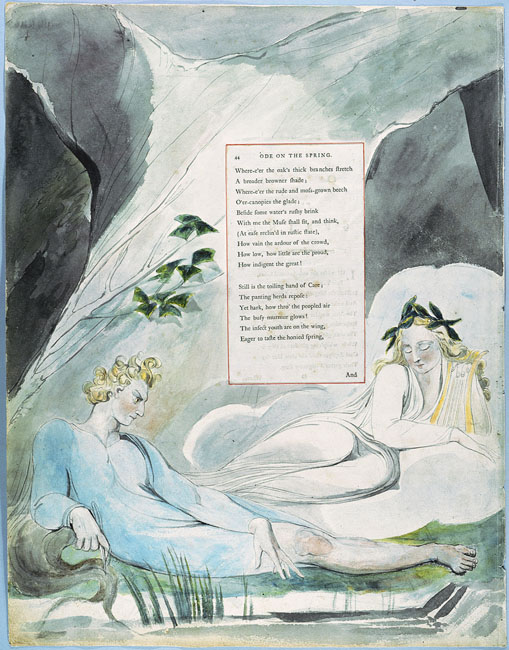 44 ODE ON THE SPRING.
Where-e'er the oak's thick branches ſtretch
A broader browner ſhade;
Where-e'er the rude and moſs-grown beech
O'er-canopies the glade;
Beſide ſome water's ruſhy brink
With me the Muſe ſhall ſit, and think,
(At eaſe reclin'd in ruſtic ſtate),
How vain the ardour of the crowd,
How low, how little are the proud,
How indigent the great!
Still is the toiling hand of Care;
The panting herds repoſe:
Yet hark, how thro' the peopled air
The buſy murmur glows!
The inſect youth are on the wing,
Eager to taſte the honied ſpring,
And